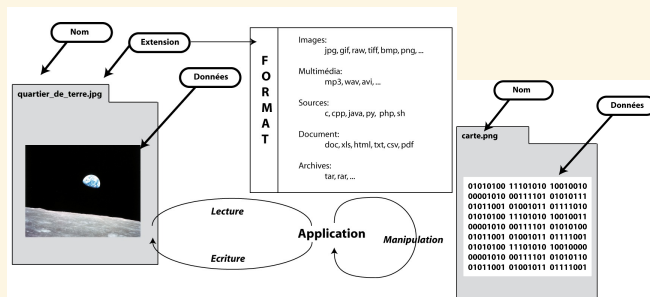 Nom
Extension
Données
quartier_de_terre.jpg
FORMAT
Images:
jpg, gif, raw, tiff, bmp, png, ...
Multimédia:
mp3, wav, avi, ...
Sources:
c, cpp, java, py, php, sh
Document:
doc, xls, html, txt, csv, pdf
Archives:
tar, rar, ...
Lecture
Application
Manipulation
Ecriture
Nom
Données
carte.png
01010100 11101010 10010010
00001010 00111101 01010111
01011001 01001011 01111010
01010100 11101010 10010011
00001010 00111101 01010100
01011001 01001011 01111001
01010100 11101010 10010000
00001010 00111101 01010110
01011001 01001011 01111001